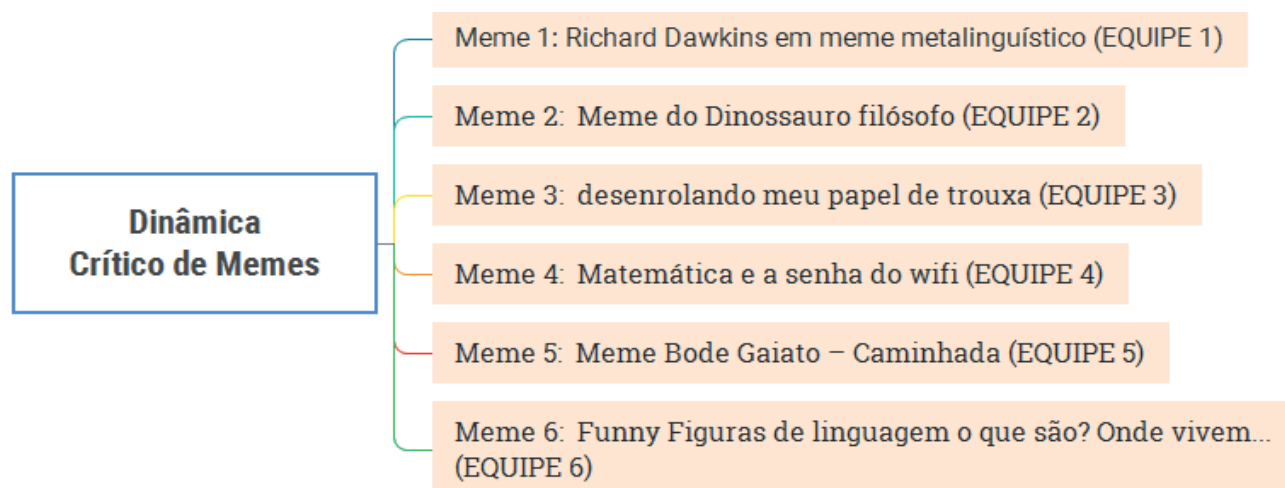 Dinâmica
Crítico de Memes
Meme 1: Richard Dawkins em meme metalinguístico (EQUIPE 1)
Meme 2: Meme do Dinossauro filósofo (EQUIPE 2)
Meme 3: desenrolando meu papel de trouxa (EQUIPE 3)
Meme 4: Matemática e a senha do wifi (EQUIPE 4)
Meme 5: Meme Bode Gaiato – Caminhada (EQUIPE 5)
Meme 6: Funny Figuras de linguagem o que são? Onde vivem...
(EQUIPE 6)